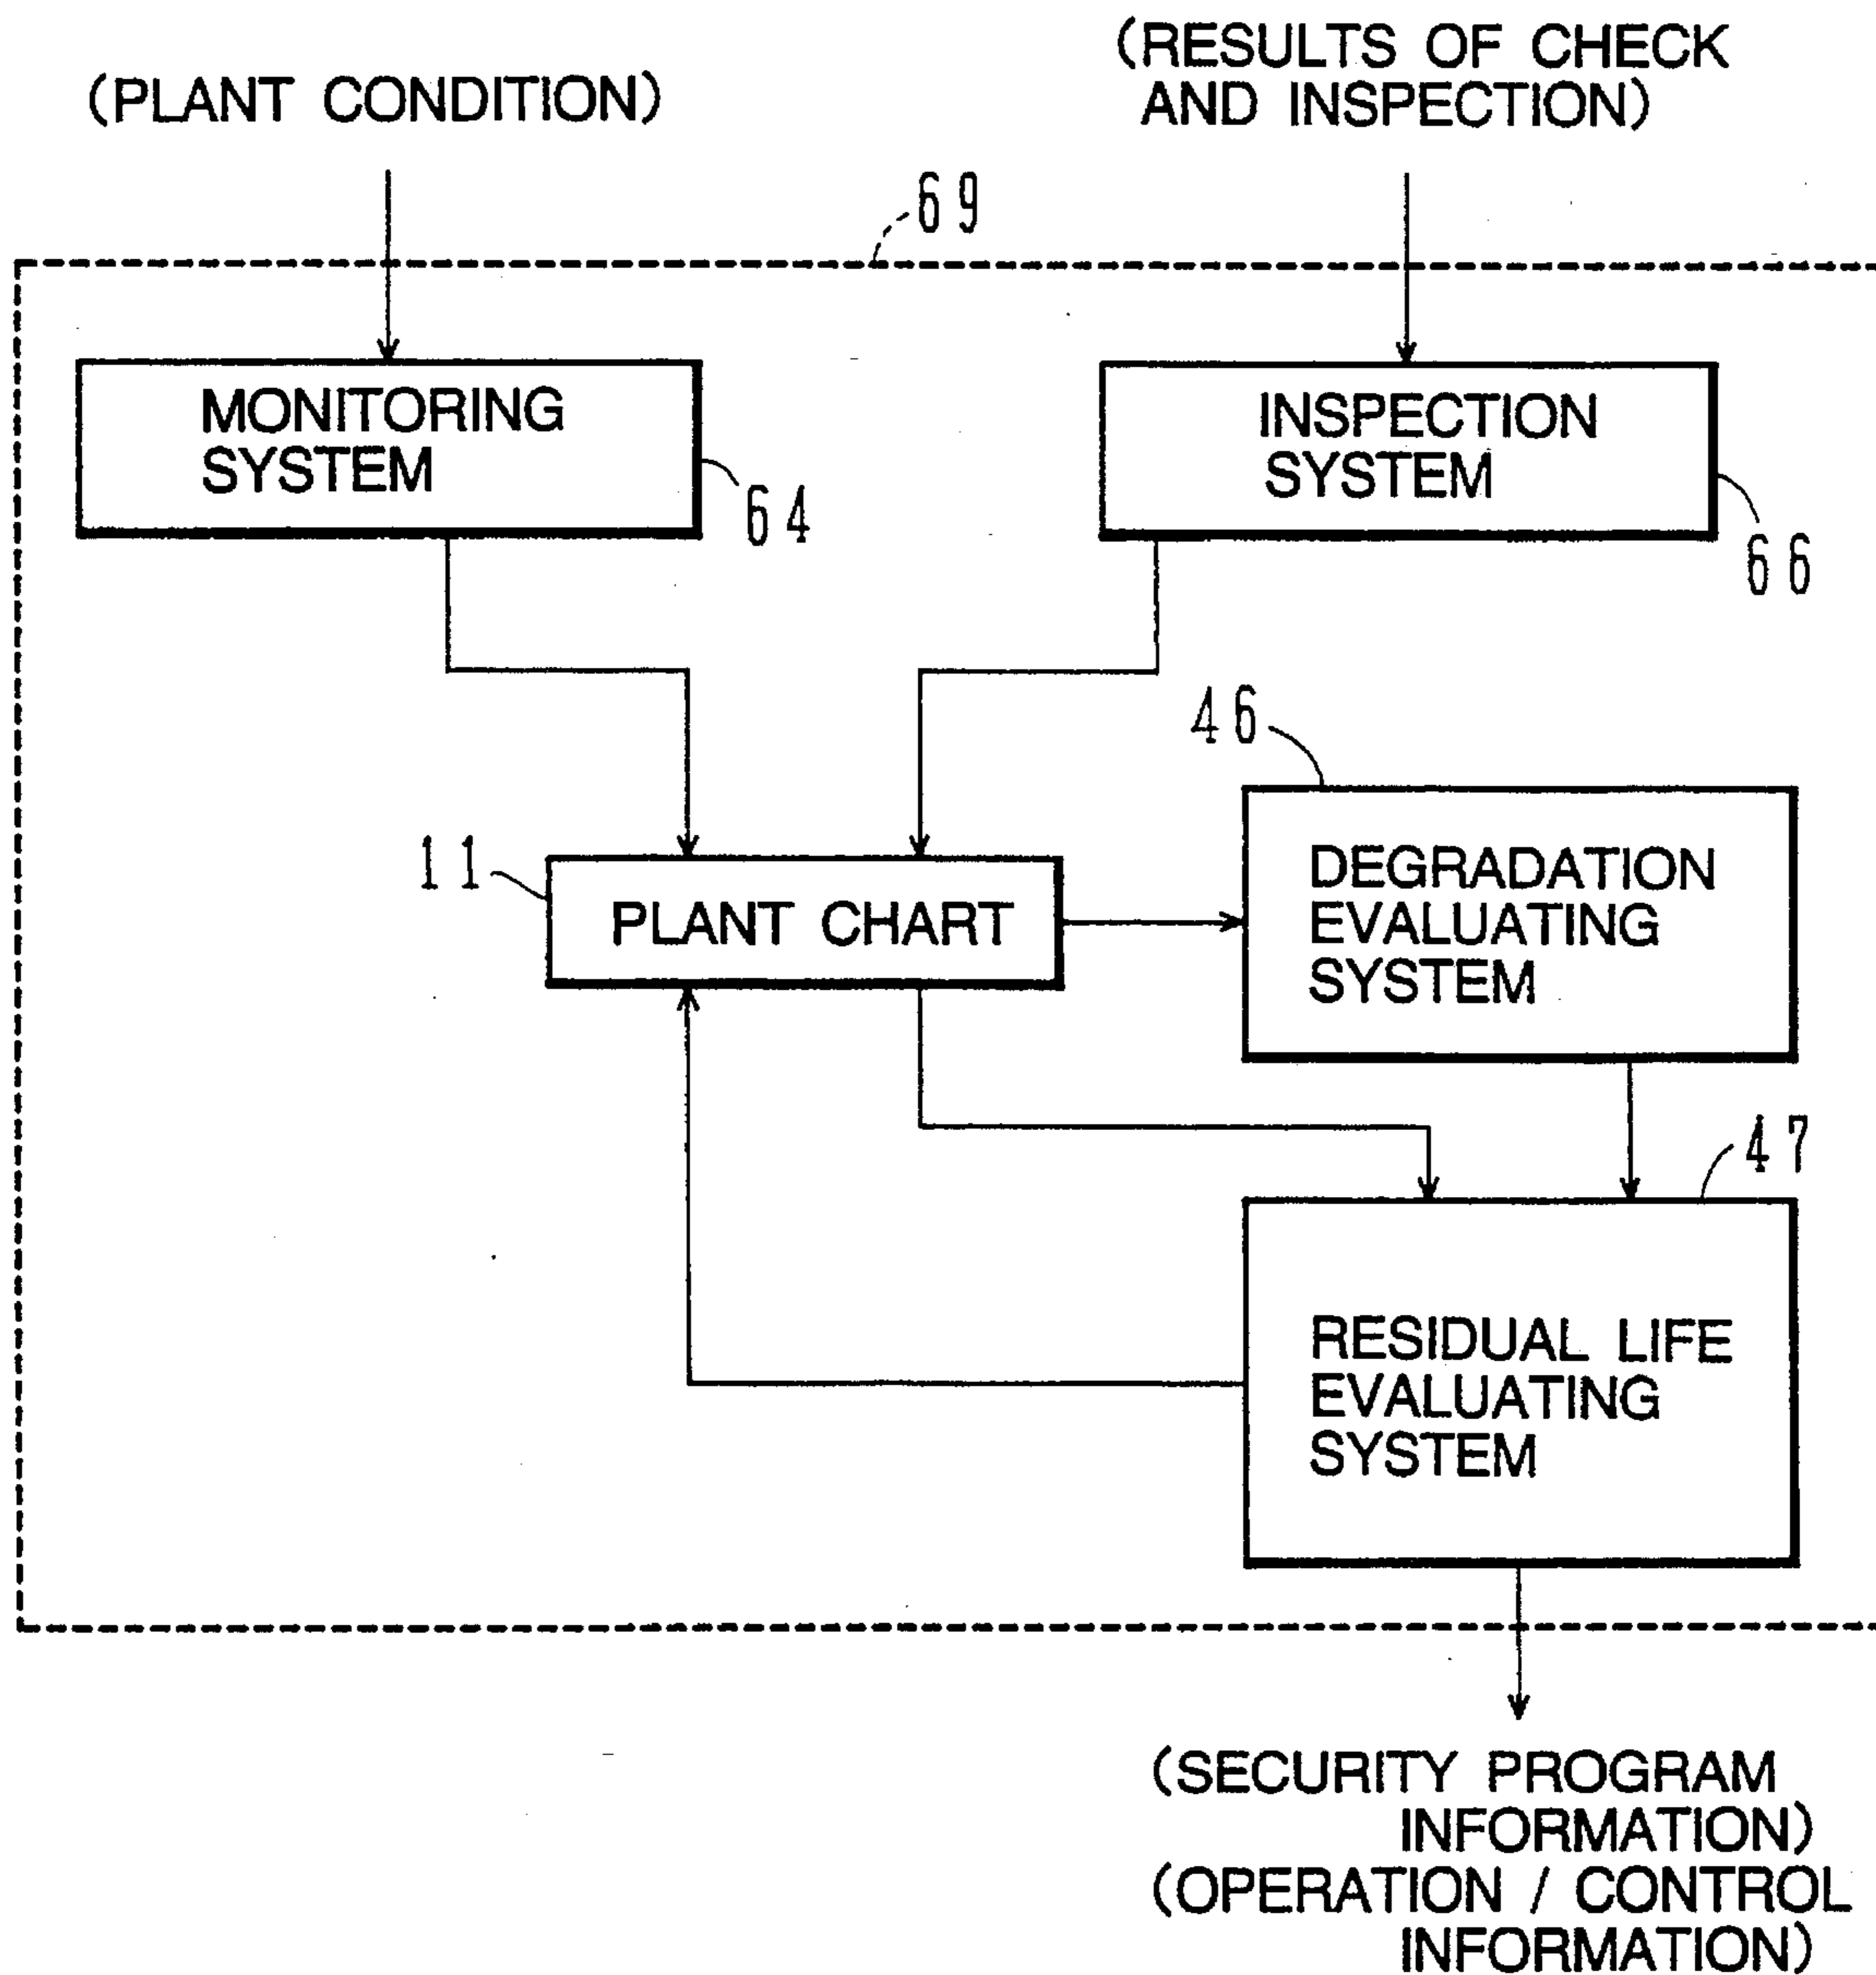 (PLANT CONDITION)
(RESULTS OF CHECK
AND INSPECTION)
69
MONITORING
SYSTEM
64
INSPECTION
SYSTEM
66
11
PLANT CHART
46
DEGRADATION
EVALUATING
SYSTEM
47
RESIDUAL LIFE
EVALUATING
SYSTEM
(SECURITY PROGRAM
INFORMATION)
(OPERATION / CONTROL
INFORMATION)